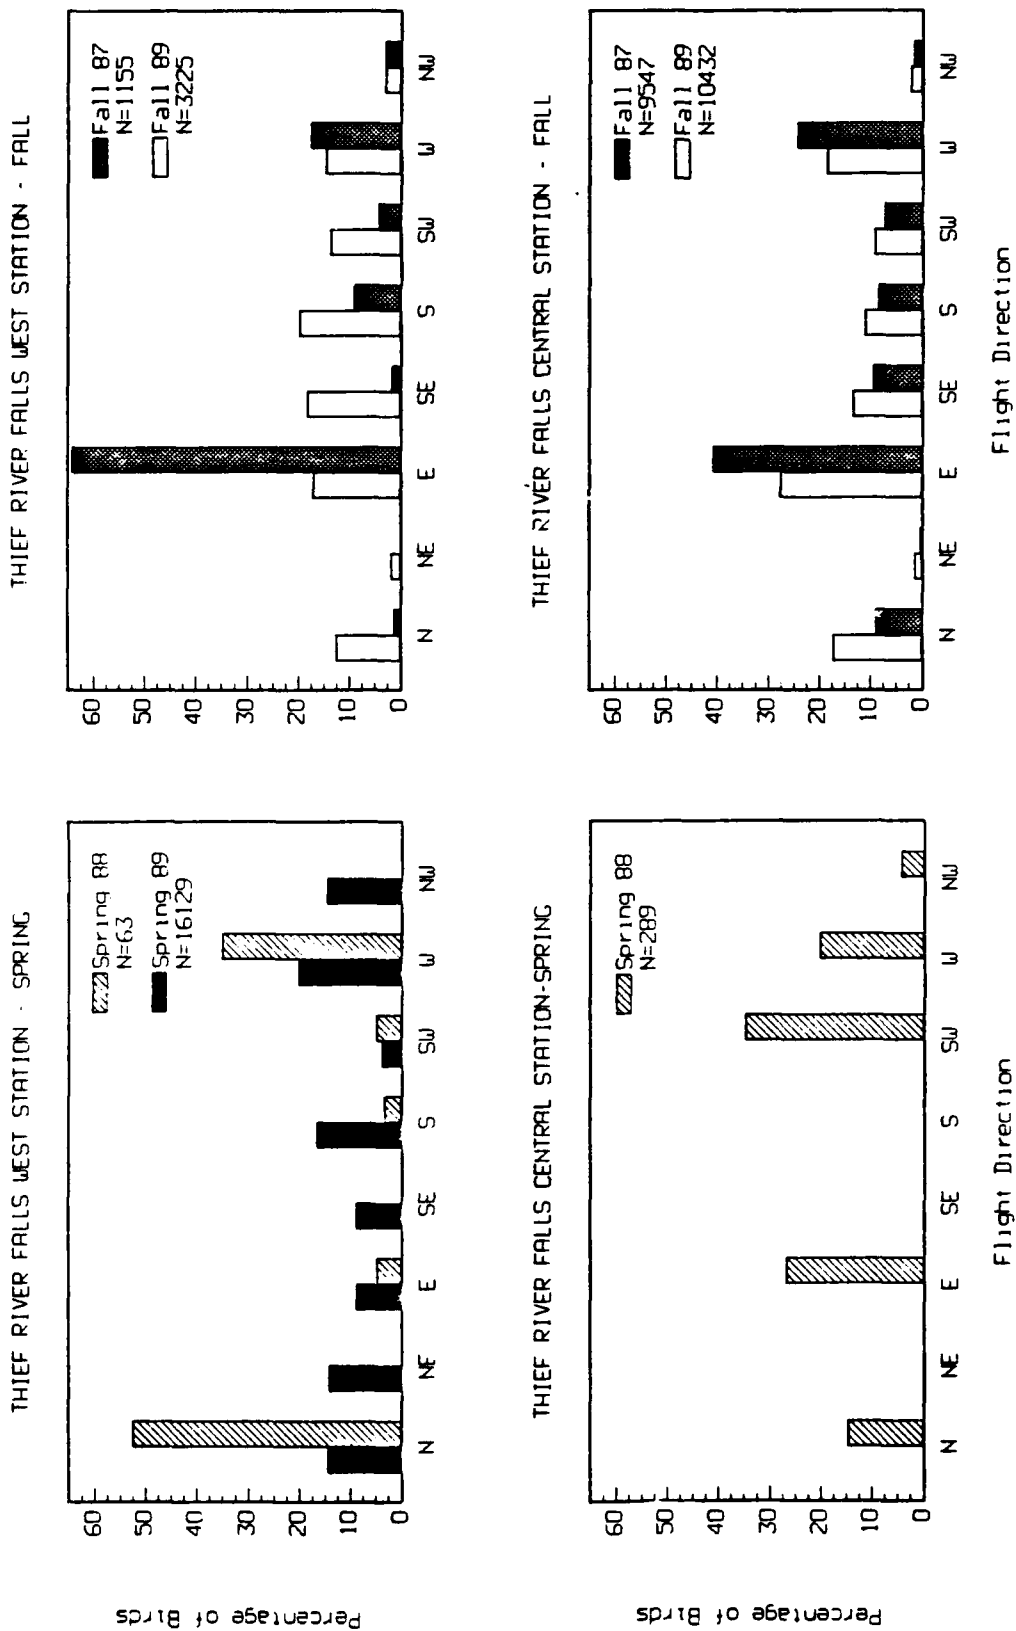 THIEF RIVER FALLS WEST STATION - SPRING
Percentage of Birds
60
50
40
30
20
10
0
Spring 88
N=63
Spring 89
N=16129
N NE E SE S SW W NW
THIEF RIVER FALLS WEST STATION - FALL
60
50
40
30
20
10
0
Fall 87
N=1155
Fall 89
N=3225
N NE E SE S SW W NW
THIEF RIVER FALLS CENTRAL STATION-SPRING
Percentage of Birds
60
50
40
30
20
10
0
Spring 88
N=289
N NE E SE S SW W NW
Flight Direction
THIEF RIVER FALLS CENTRAL STATION - FALL
60
50
40
30
20
10
0
Fall 87
N=9547
Fall 89
N=10432
N NE E SE S SW W NW
Flight Direction